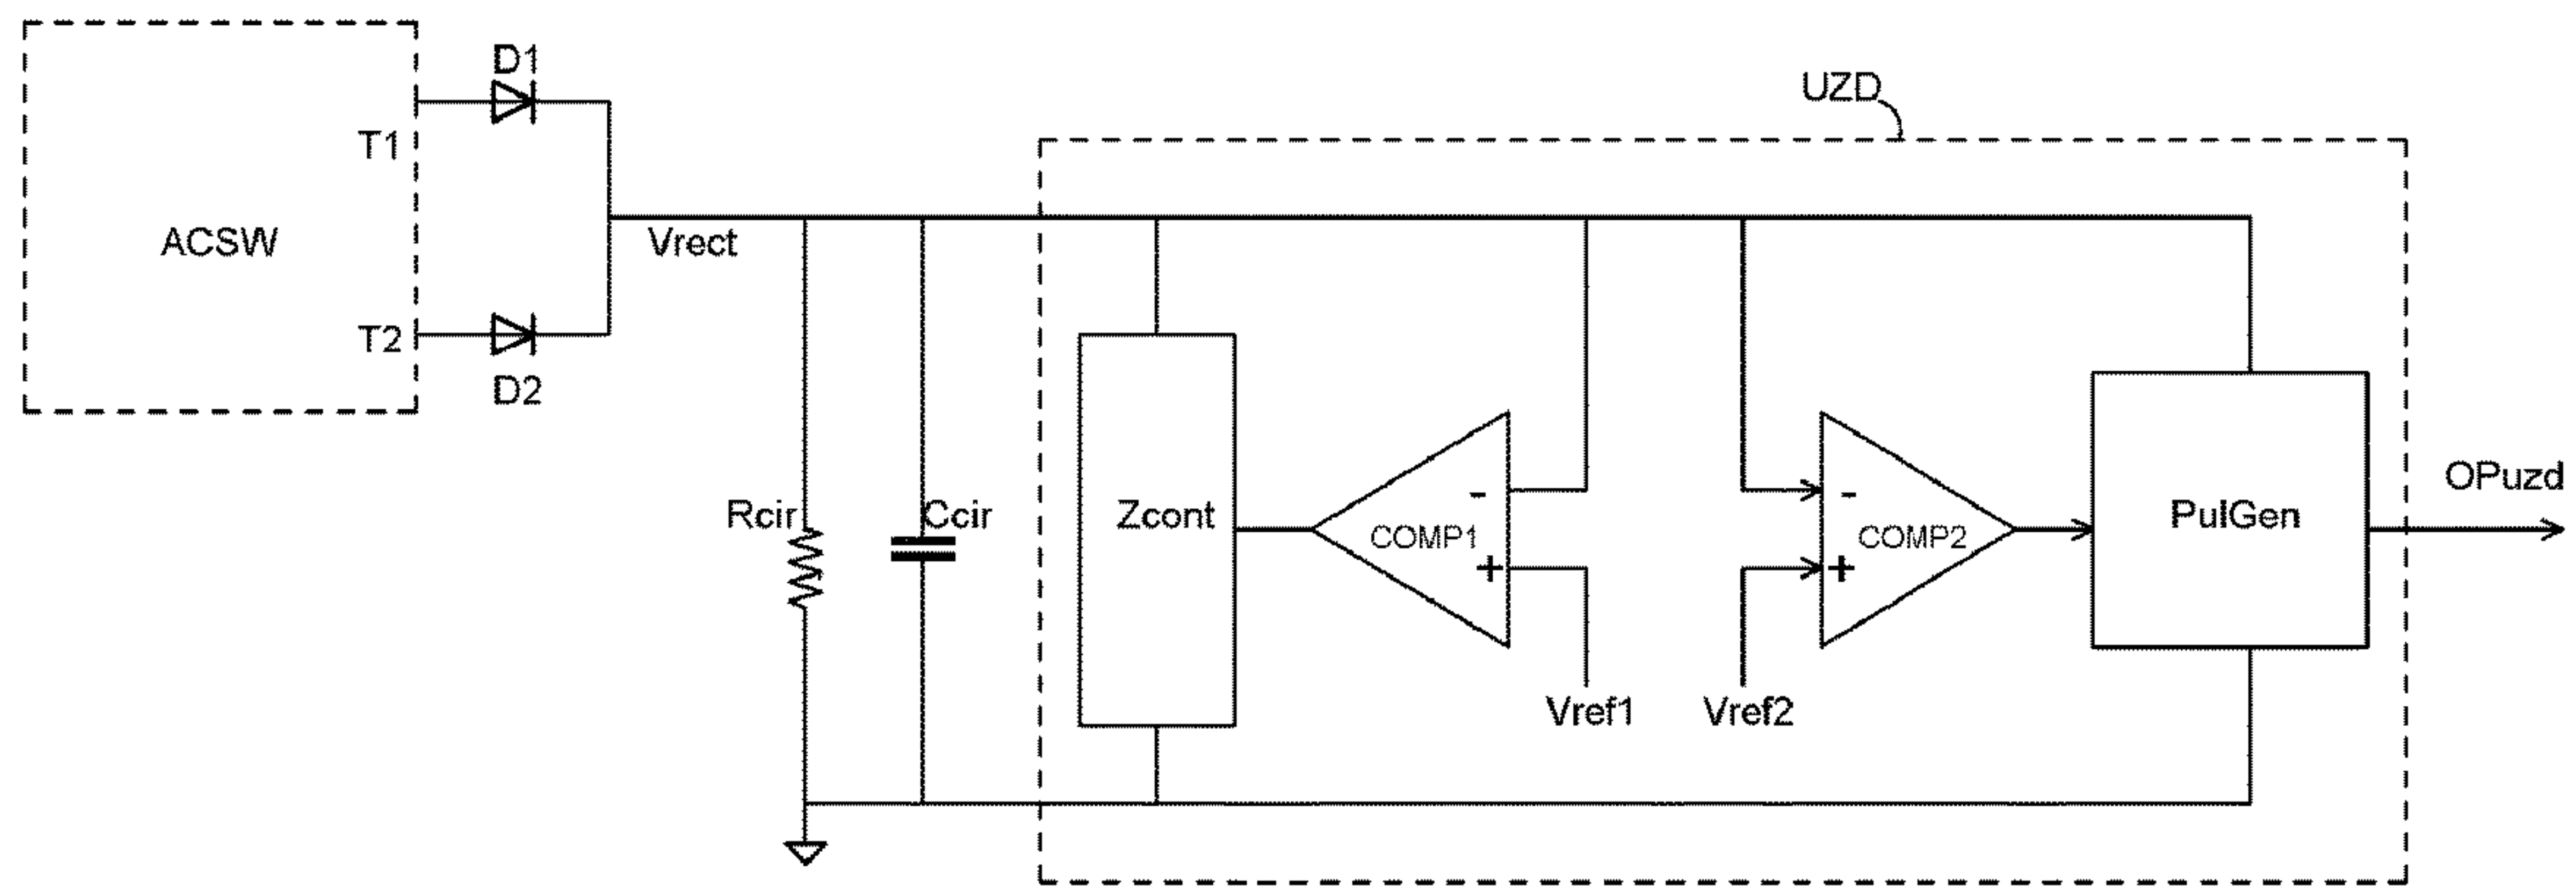 D1
UZD
T1
ACSW
Vrect
T2
D2
Rcir
Ccir
Zcont
-
COMP1
+
-
COMP2
+
PulGen
OPuzd
Vref1
Vref2